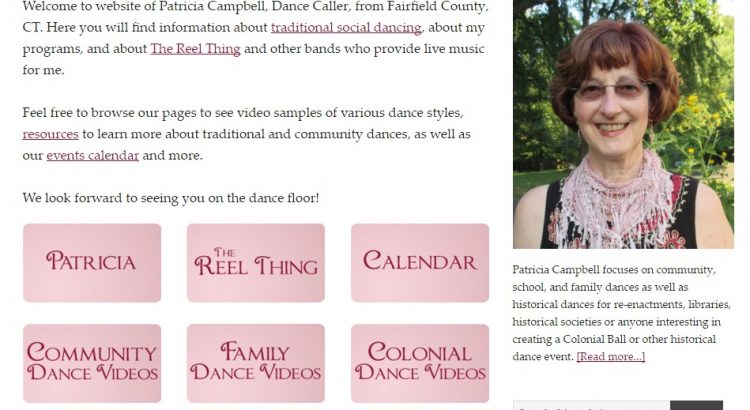 Welcome to website of Patricia Campbell, Dance Caller, from Fairfield County,
CT. Here you will find information about traditional social dancing, about my
programs, and about The Reel Thing and other bands who provide live music
for me.
Feel free to browse our pages to see video samples of various dance styles,
resources to learn more about traditional and community dances, as well as
our events calendar and more.
We look forward to seeing you on the dance floor!
Patricia
The
Reel Thing
Calendar
Community
Dance Videos
Family
Dance Videos
Colonial
Dance Videos
Patricia Campbell focuses on community,
school, and family dances as well as
historical dances for re-enactments, libraries,
historical societies or anyone interesting in
creating a Colonial Ball or other historical
dance event. [Read more...]